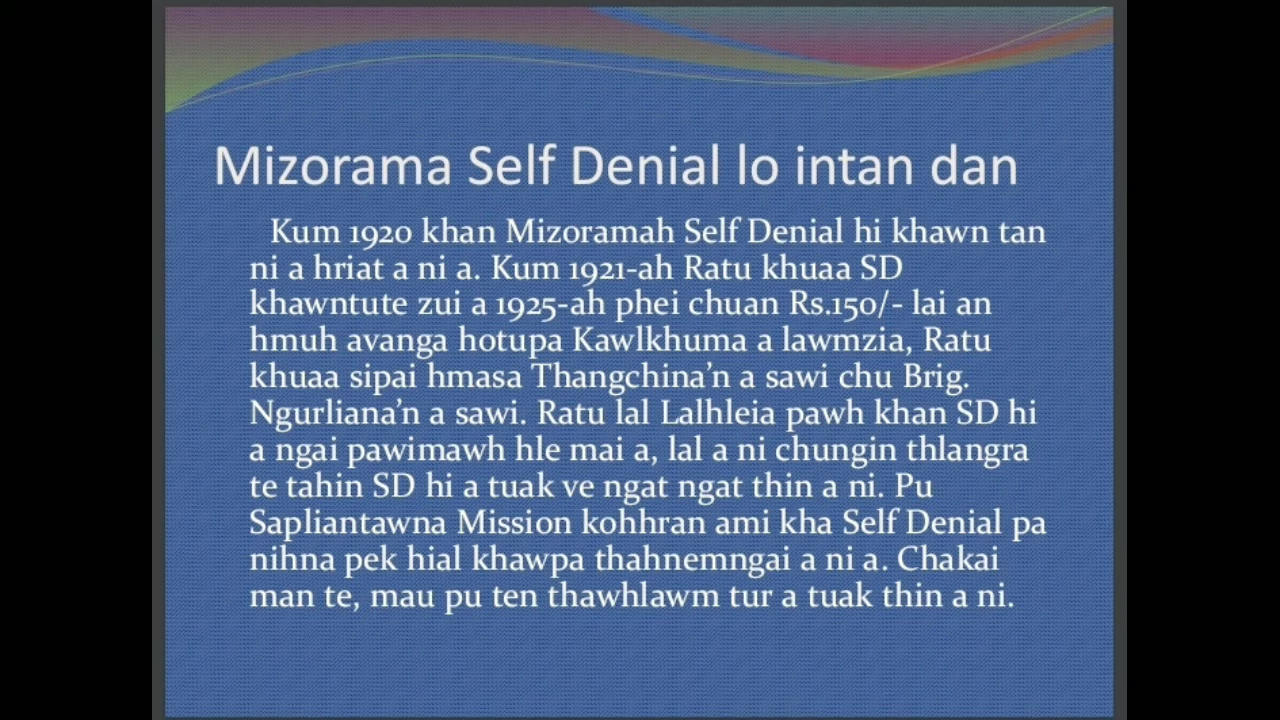 Mizorama Self Denial lo intan dan
Kum 1920 khan Mizoramah Self Denial hi khawn tan
ni a hriat a ni a. Kum 1921-ah Ratu khuaa SD
khawntute zui a 1925-ah phei chuan Rs.150/- lai an
hmuh avanga hotupa Kawlkhuma a lawmzia, Ratu
khuaa sipai hmasa Thangchina’n a sawi chu Brig.
Ngurliana’n a sawi. Ratu lal Lalhleia pawh khan SD hi
a ngai pawimawh hle mai a, lal a ni chungin thlangra
te tahin SD hi a tuak ve ngat ngat thin a ni. Pu
Sapliantawna Mission kohhran ami kha Self Denial pa
nihna pek hial khawpa thahnemngai a ni a. Chakai
man te, mau pu ten thawhlawm tur a tuak thin a ni.